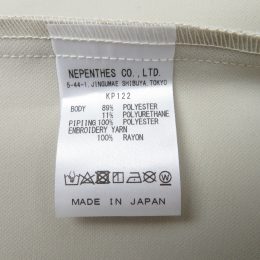 NEPENTHES CO., LTD.
5-44-1, JINGUMAE SHIBUYA, TOKYO
KP122
BODY 89% POLYESTER
11% POLYURETHANE
PIPIING 100% POLYESTER
EMBROIDERY YARN
100% RAYON
MADE IN JAPAN